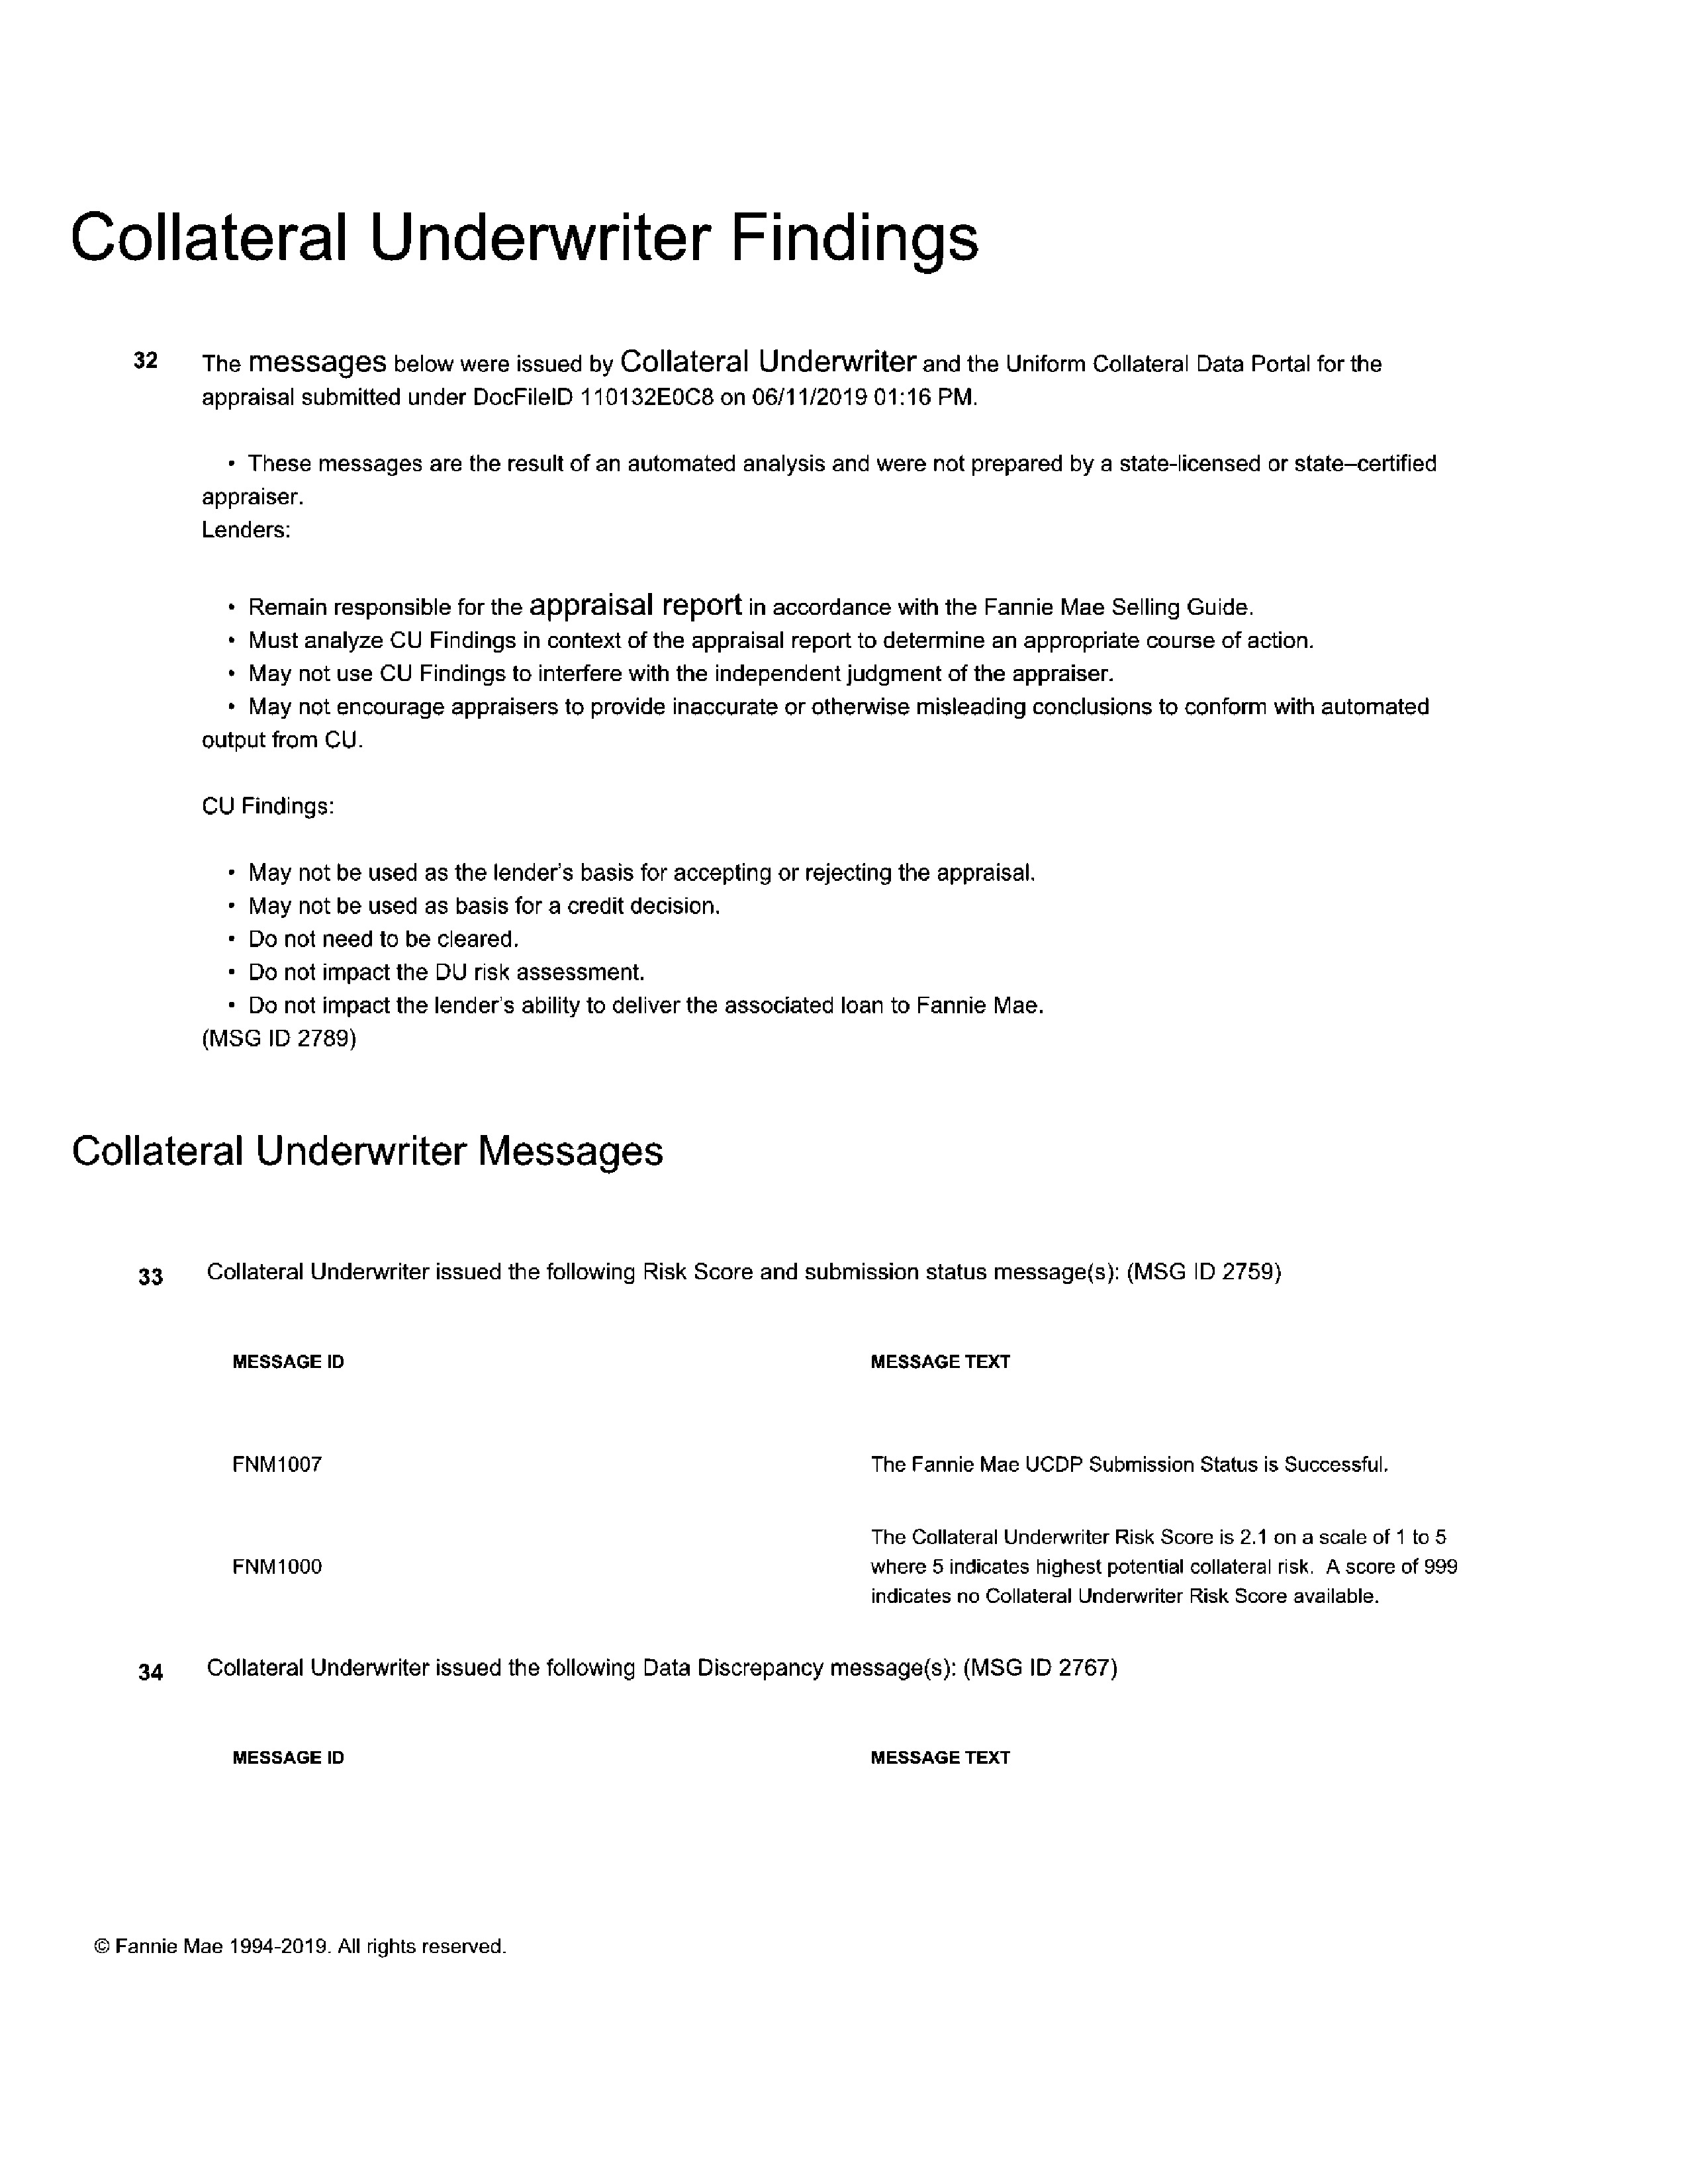 Collateral Underwriter Findings
32 The messages below were issued by Collateral Underwriter and the Uniform Collateral Data Portal for the
appraisal submitted under DocFileID 110132E0C8 on 06/11/2019 01:16 PM.
• These messages are the result of an automated analysis and were not prepared by a state-licensed or state–certified
appraiser.
Lenders:
• Remain responsible for the appraisal report in accordance with the Fannie Mae Selling Guide.
• Must analyze CU Findings in context of the appraisal report to determine an appropriate course of action.
• May not use CU Findings to interfere with the independent judgment of the appraiser.
• May not encourage appraisers to provide inaccurate or otherwise misleading conclusions to conform with automated
output from CU.
CU Findings:
• May not be used as the lender's basis for accepting or rejecting the appraisal.
• May not be used as basis for a credit decision.
• Do not need to be cleared.
• Do not impact the DU risk assessment.
• Do not impact the lender's ability to deliver the associated loan to Fannie Mae.
(MSG ID 2789)
Collateral Underwriter Messages
33 Collateral Underwriter issued the following Risk Score and submission status message(s): (MSG ID 2759)
MESSAGE ID MESSAGE TEXT
FNM1007 The Fannie Mae UCDP Submission Status is Successful.
The Collateral Underwriter Risk Score is 2.1 on a scale of 1 to 5
FNM1000 where 5 indicates highest potential collateral risk. A score of 999
indicates no Collateral Underwriter Risk Score available.
34 Collateral Underwriter issued the following Data Discrepancy message(s): (MSG ID 2767)
MESSAGE ID MESSAGE TEXT
© Fannie Mae 1994-2019. All rights reserved.